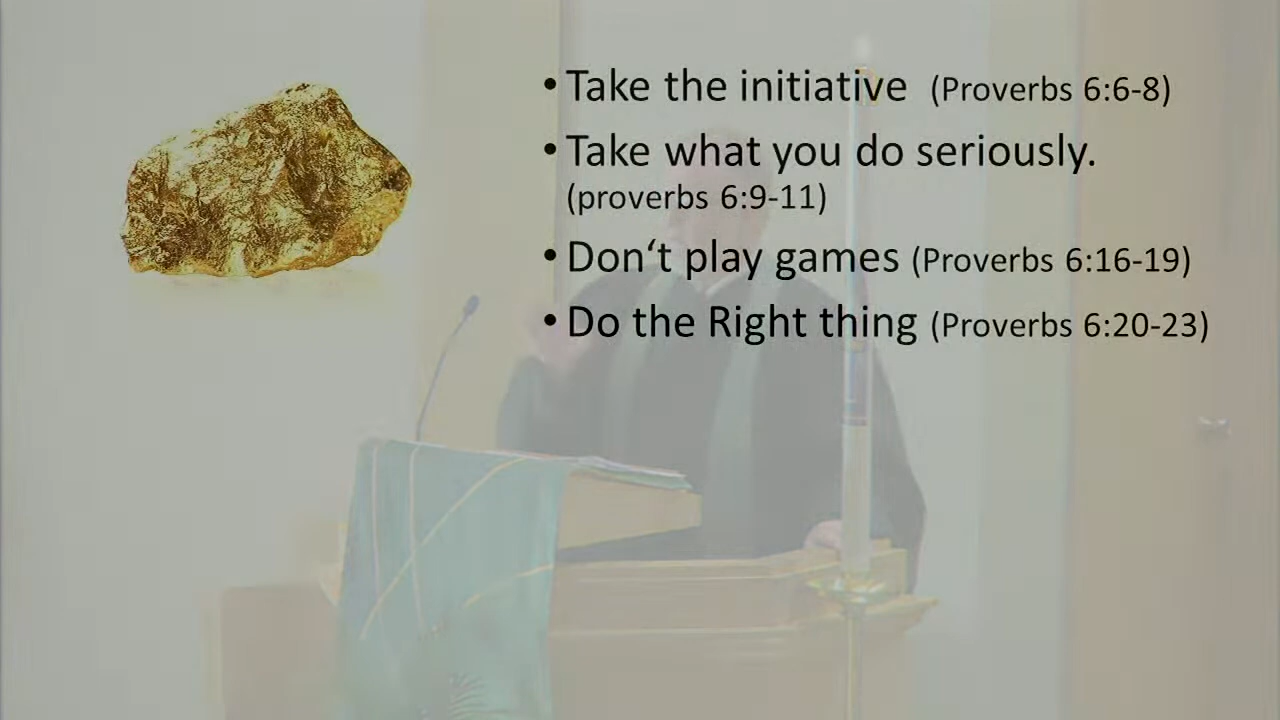 • Take the initiative (Proverbs 6:6-8)
• Take what you do seriously.
(proverbs 6:9-11)
• Don‘t play games (Proverbs 6:16-19)
• Do the Right thing (Proverbs 6:20-23)